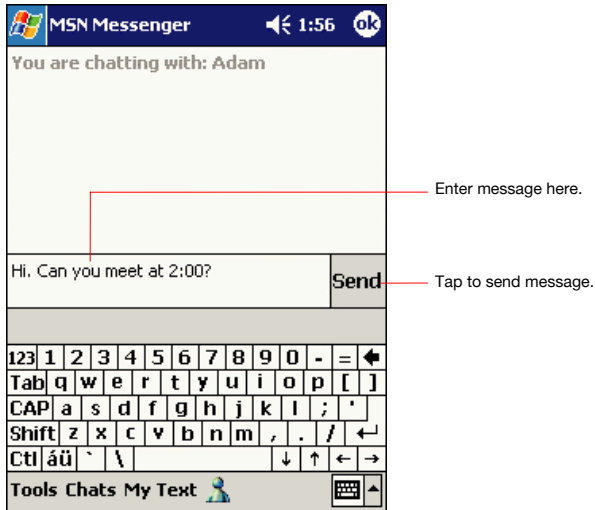 MSN Messenger 1:56 ok
You are chatting with: Adam
Enter message here.
Hi. Can you meet at 2:00?
Send
Tap to send message.
123 1 2 3 4 5 6 7 8 9 0 - =
Tab q w e r t y u i o p [ ]
CAP a s d f g h j k l ; '
Shift z x c v b n m , . /
Ctl áü ` \ ↓ ↑ ← →
Tools Chats My Text